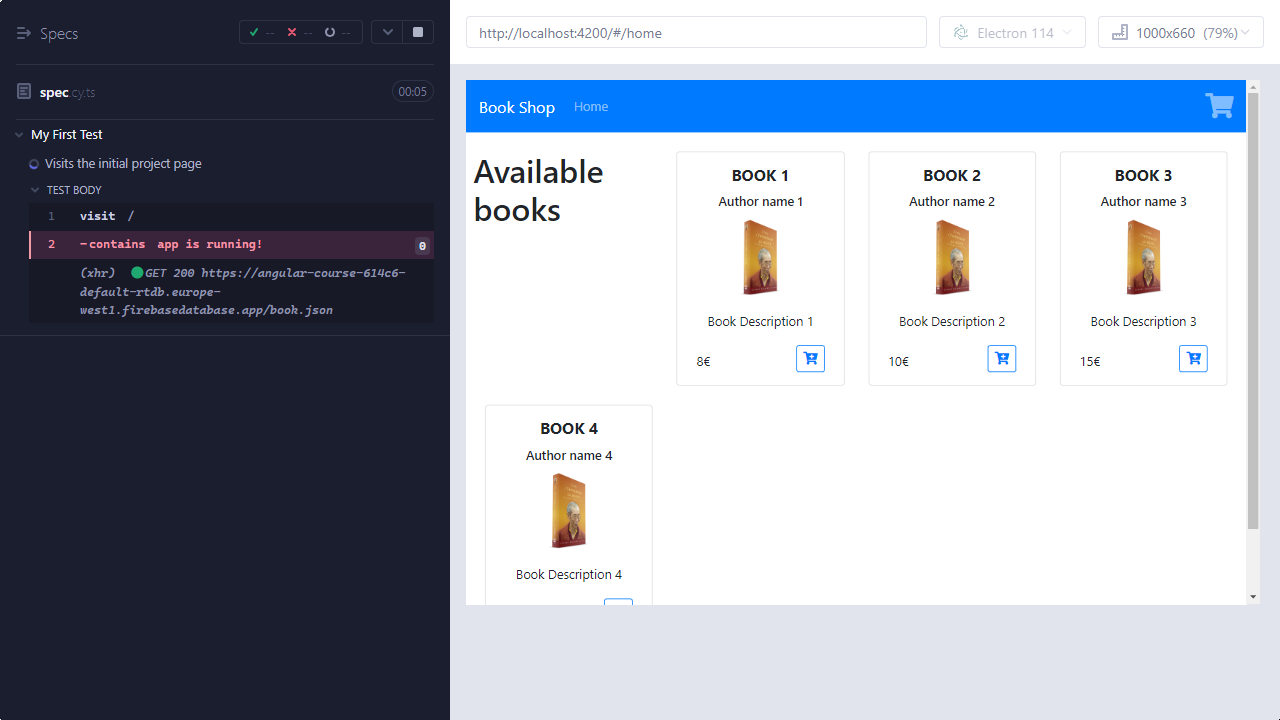 Specs
--
--
--
spec.cy.ts
00:05
My First Test
Visits the initial project page
TEST BODY
1 visit /
2 -contains app is running! 0
(xhr) GET 200 https://angular-course-614c6-
default-rtdb.europe-
west1.firebasedatabase.app/book.json
http://localhost:4200/#/home
Electron 114
1000x660 (79%)
Book Shop
Home
Available
books
BOOK 1
Author name 1
Book Description 1
8€
BOOK 2
Author name 2
Book Description 2
10€
BOOK 3
Author name 3
Book Description 3
15€
BOOK 4
Author name 4
Book Description 4